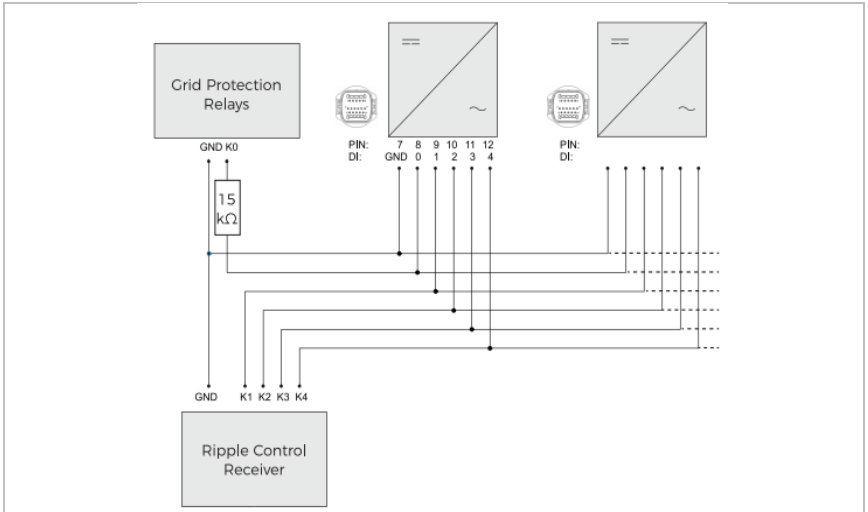 Grid Protection
Relays
GND K0
15
kΩ
PIN: 7 8 9 10 11 12
DI: GND 0 1 2 3 4
PIN:
DI:
GND K1 K2 K3 K4
Ripple Control
Receiver